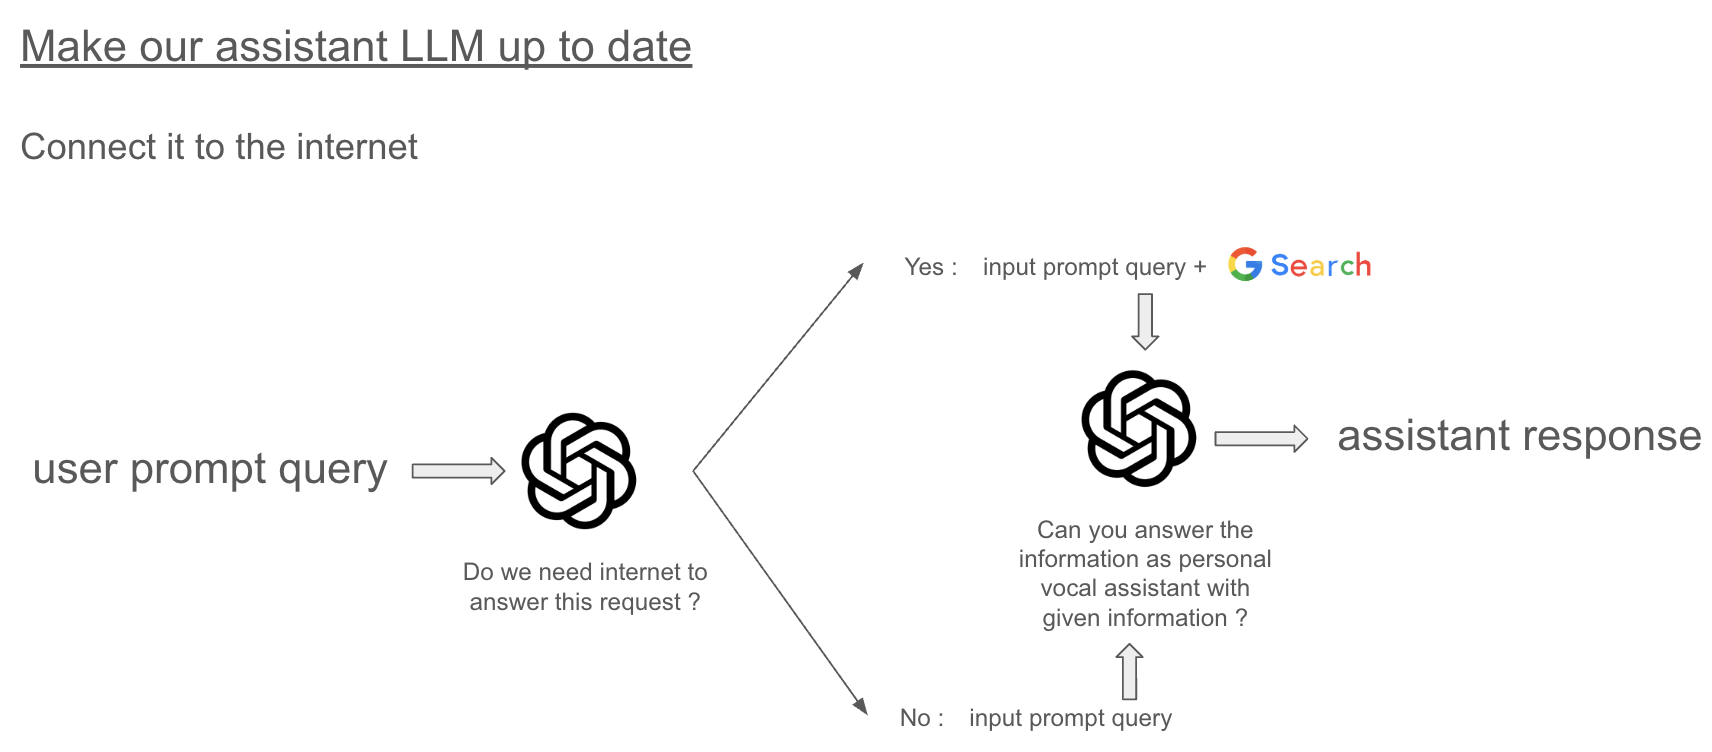 Make our assistant LLM up to date
Connect it to the internet
Yes : input prompt query + G Search
user prompt query
assistant response
Do we need internet to
answer this request ?
Can you answer the
information as personal
vocal assistant with
given information ?
No : input prompt query